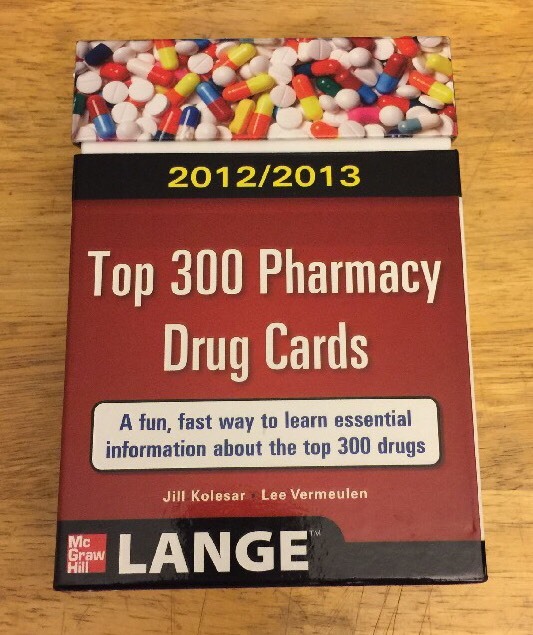 2012/2013
Top 300 Pharmacy
Drug Cards
A fun, fast way to learn essential
information about the top 300 drugs
Jill Kolesar · Lee Vermeulen
Mc
Graw
Hill
LANGE™